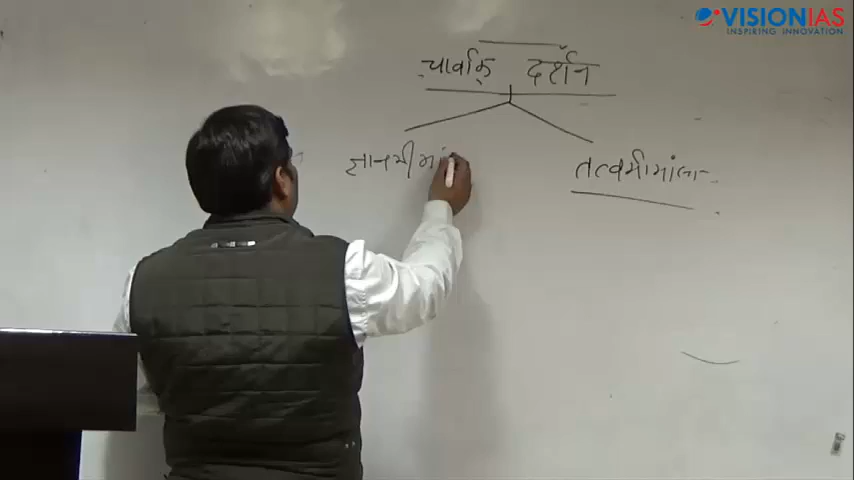 VISIONIAS
INSPIRING INNOVATION
चार्वाक् दर्शन
ज्ञानमीमां
तत्वमीमांसा